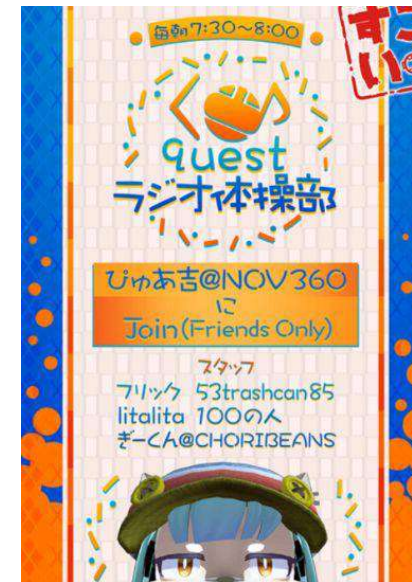 毎朝7:30〜8:00
quest
ラジオ体操部
ぴゅあ吉@NOV360
に
Join(Friends Only)
スタッフ
フリック 53trashcan85
litalita 100の人
ぎーくん@CHORIBEANS